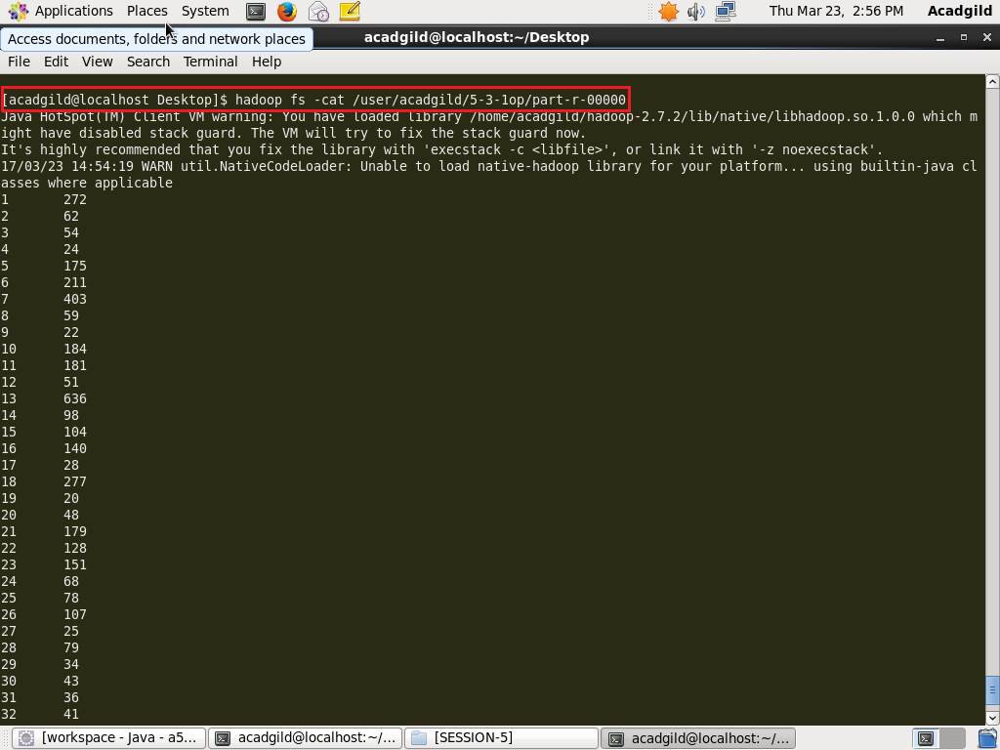 Applications Places System Thu Mar 23, 2:56 PM Acadgild
Access documents, folders and network places
acadgild@localhost:~/Desktop
File Edit View Search Terminal Help
[acadgild@localhost Desktop]$ hadoop fs -cat /user/acadgild/5-3-1op/part-r-00000
Java HotSpot(TM) Client VM warning: You have loaded library /home/acadgild/hadoop-2.7.2/lib/native/libhadoop.so.1.0.0 which m
ight have disabled stack guard. The VM will try to fix the stack guard now.
It's highly recommended that you fix the library with 'execstack -c <libfile>', or link it with '-z noexecstack'.
17/03/23 14:54:19 WARN util.NativeCodeLoader: Unable to load native-hadoop library for your platform... using builtin-java cl
asses where applicable
1 272
2 62
3 54
4 24
5 175
6 211
7 403
8 59
9 22
10 184
11 181
12 51
13 636
14 98
15 104
16 140
17 28
18 277
19 20
20 48
21 179
22 128
23 151
24 68
25 78
26 107
27 25
28 79
29 34
30 43
31 36
32 41
[workspace - Java - a5... acadgild@localhost:~/... [SESSION-5] acadgild@localhost:~/...